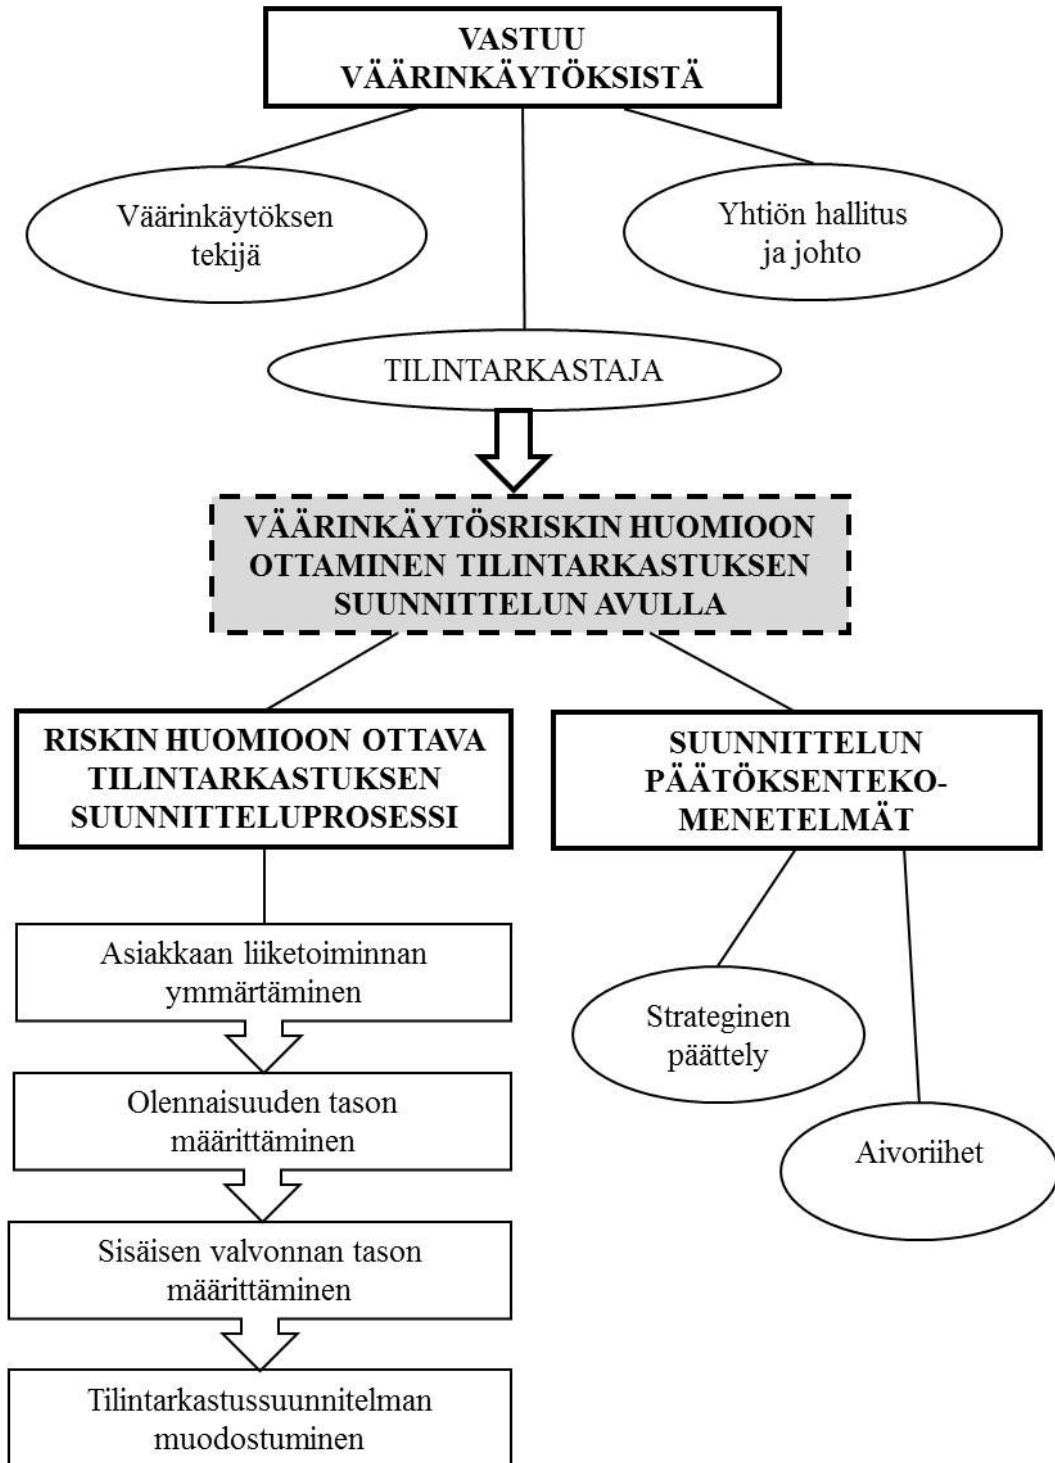 VASTUU
VÄÄRINKÄYTÖKSISTÄ
Väärinkäytöksen
tekijä
Yhtiön hallitus
ja johto
TILINTARKASTAJA
VÄÄRINKÄYTÖSRISKIN HUOMIOON
OTTAMINEN TILINTARKASTUKSEN
SUUNNITTELUN AVULLA
RISKIN HUOMIOON OTTAVA
TILINTARKASTUKSEN
SUUNNITTELUPROSESSI
SUUNNITTELUN
PÄÄTÖKSENTEKO-
MENETELMÄT
Asiakkaan liiketoiminnan
ymmärtäminen
Olennaisuuden tason
määrittäminen
Sisäisen valvonnan tason
määrittäminen
Tilintarkastussuunnitelman
muodostuminen
Strateginen
päättely
Aivoriihet